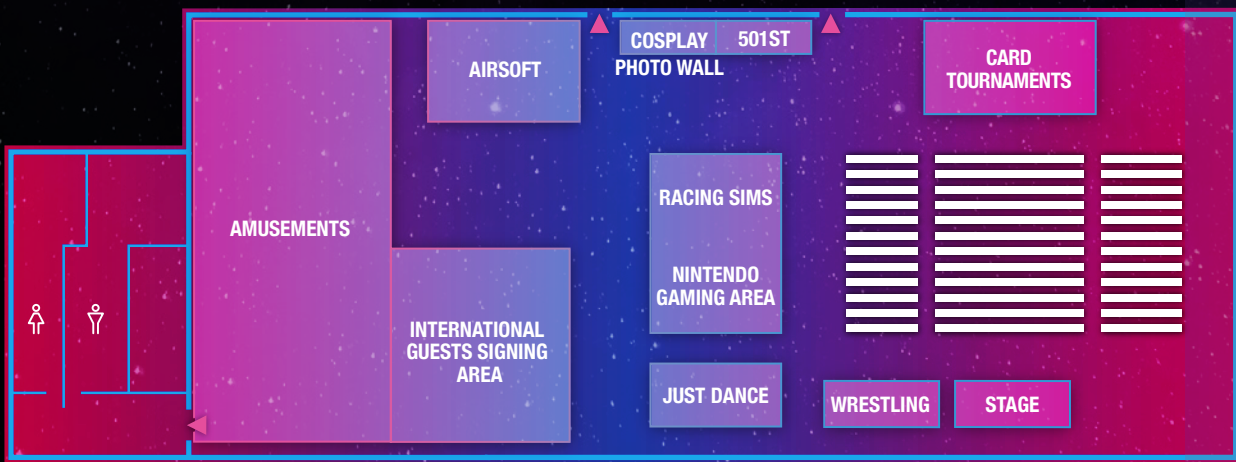 COSPLAY
501ST
PHOTO WALL
AIRSOFT
CARD
TOURNAMENTS
RACING SIMS
AMUSEMENTS
NINTENDO
GAMING AREA
INTERNATIONAL
GUESTS SIGNING
AREA
JUST DANCE
WRESTLING
STAGE